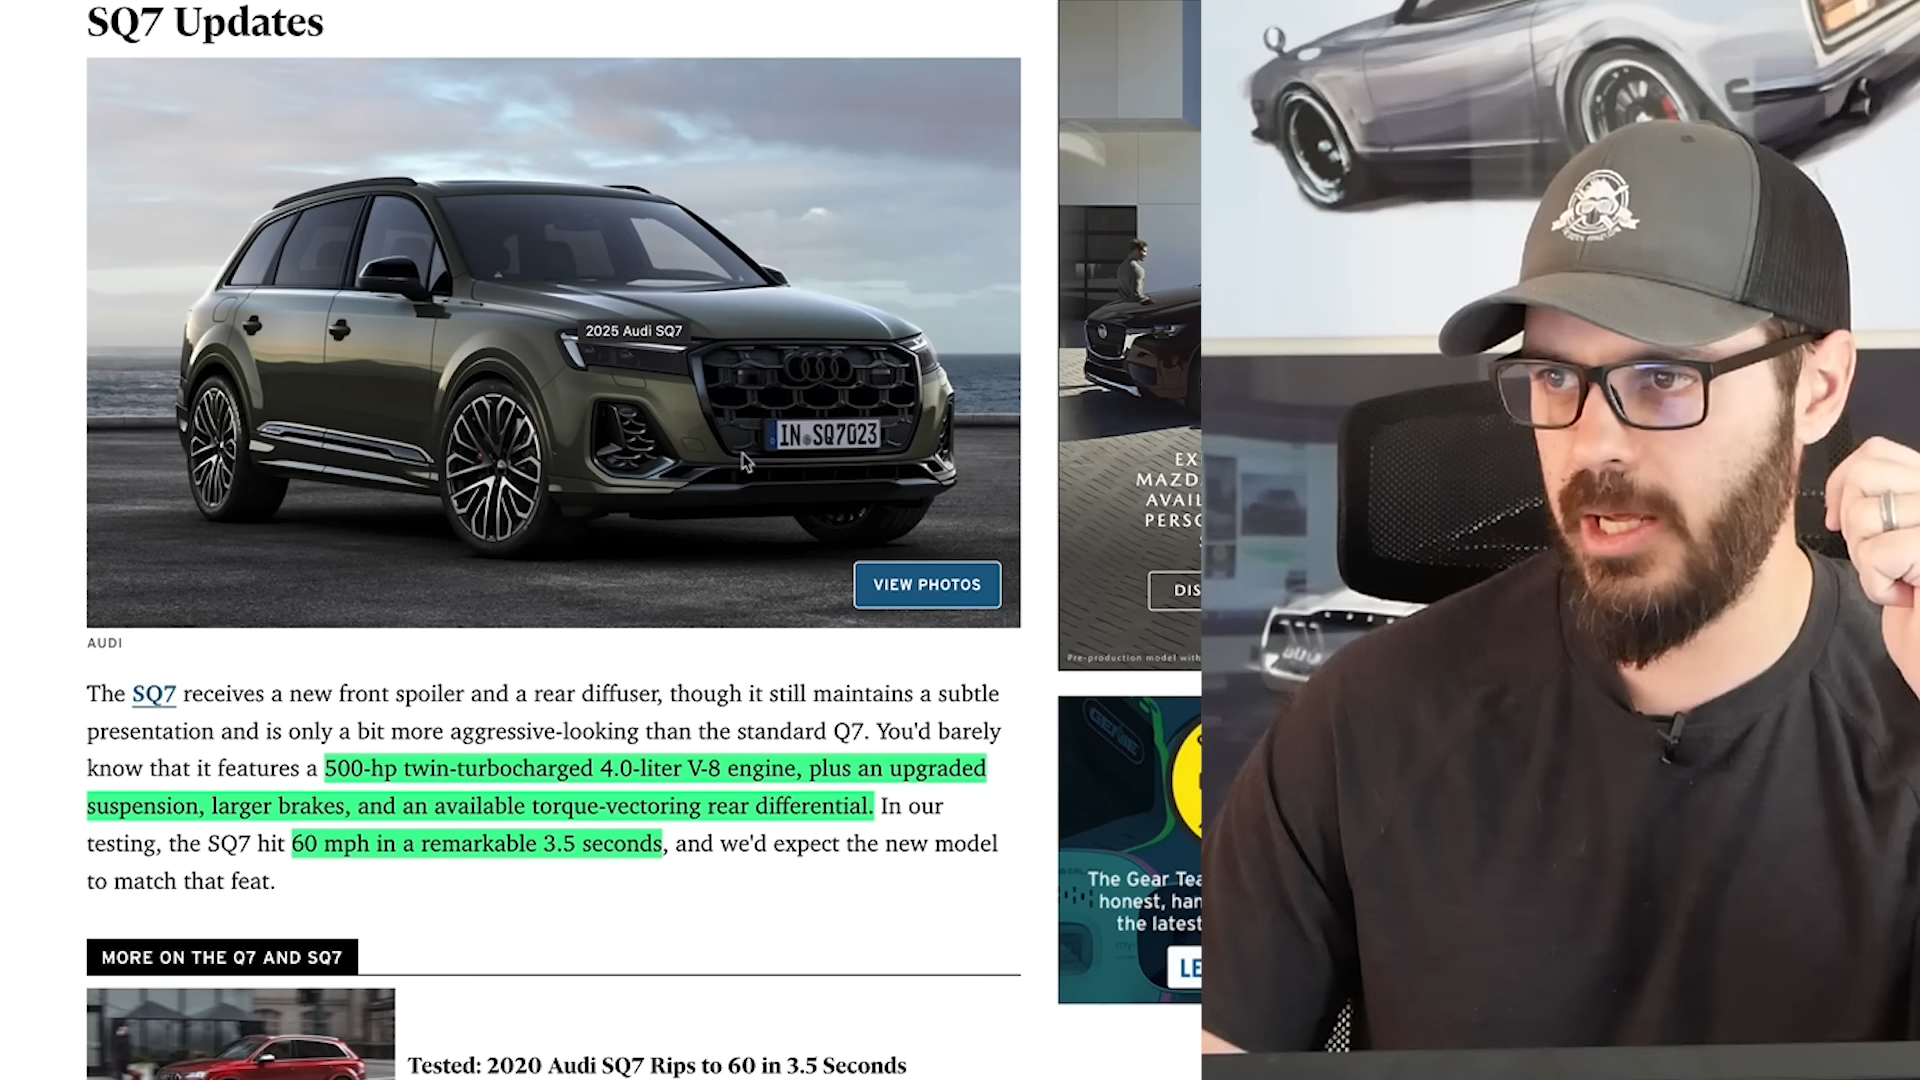 SQ7 Updates
2025 Audi SQ7
IN SQ7023
VIEW PHOTOS
AUDI
The SQ7 receives a new front spoiler and a rear diffuser, though it still maintains a subtle
presentation and is only a bit more aggressive-looking than the standard Q7. You'd barely
know that it features a 500-hp twin-turbocharged 4.0-liter V-8 engine, plus an upgraded
suspension, larger brakes, and an available torque-vectoring rear differential. In our
testing, the SQ7 hit 60 mph in a remarkable 3.5 seconds, and we'd expect the new model
to match that feat.
MORE ON THE Q7 AND SQ7
Tested: 2020 Audi SQ7 Rips to 60 in 3.5 Seconds
EX
MAZD
AVAIL
PERSO
DIS
Pre-production model with
The Gear Tea
honest, han
the latest
LE